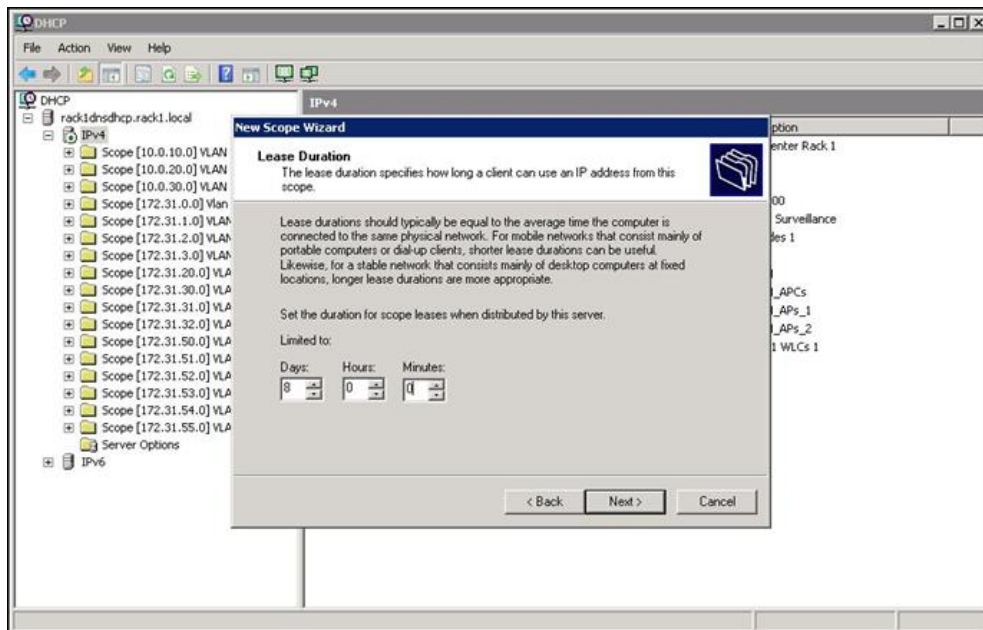 DHCP
File Action View Help
DHCP
rack1dnsdhcp.rack1.local
IPv4
Scope [10.0.10.0] VLAN
Scope [10.0.20.0] VLAN
Scope [10.0.30.0] VLAN
Scope [172.31.0.0] Vlan
Scope [172.31.1.0] VLAN
Scope [172.31.2.0] VLAN
Scope [172.31.3.0] VLAN
Scope [172.31.20.0] VLA
Scope [172.31.30.0] VLA
Scope [172.31.31.0] VLA
Scope [172.31.32.0] VLA
Scope [172.31.50.0] VLA
Scope [172.31.51.0] VLA
Scope [172.31.52.0] VLA
Scope [172.31.53.0] VLA
Scope [172.31.54.0] VLA
Scope [172.31.55.0] VLA
Server Options
IPv6
IPv4
New Scope Wizard
Lease Duration
The lease duration specifies how long a client can use an IP address from this
scope.
Lease durations should typically be equal to the average time the computer is
connected to the same physical network. For mobile networks that consist mainly of
portable computers or dial-up clients, shorter lease durations can be useful.
Likewise, for a stable network that consists mainly of desktop computers at fixed
locations, longer lease durations are more appropriate.
Set the duration for scope leases when distributed by this server.
Limited to:
Days: Hours: Minutes:
8 0 0
< Back Next > Cancel
ption
enter Rack 1
00
Surveillance
des 1
_APCs
_APs_1
_APs_2
1 WLCs 1